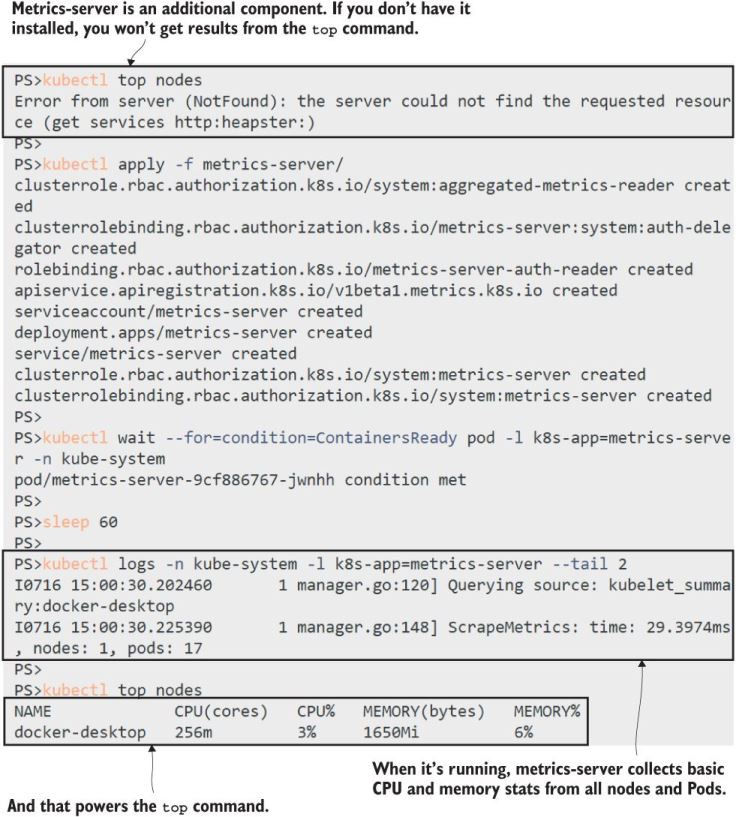 Metrics-server is an additional component. If you don't have it
installed, you won't get results from the top command.
PS>kubectl top nodes
Error from server (NotFound): the server could not find the requested resour
ce (get services http:heapster:)
PS>
PS>kubectl apply -f metrics-server/
clusterrole.rbac.authorization.k8s.io/system:aggregated-metrics-reader creat
ed
clusterrolebinding.rbac.authorization.k8s.io/metrics-server:system:auth-dele
gator created
rolebinding.rbac.authorization.k8s.io/metrics-server-auth-reader created
apiservice.apiregistration.k8s.io/v1beta1.metrics.k8s.io created
serviceaccount/metrics-server created
deployment.apps/metrics-server created
service/metrics-server created
clusterrole.rbac.authorization.k8s.io/system:metrics-server created
clusterrolebinding.rbac.authorization.k8s.io/system:metrics-server created
PS>
PS>kubectl wait --for=condition=ContainersReady pod -l k8s-app=metrics-serve
r -n kube-system
pod/metrics-server-9cf886767-jwnhh condition met
PS>
PS>sleep 60
PS>
PS>kubectl logs -n kube-system -l k8s-app=metrics-server --tail 2
I0716 15:00:30.202460 1 manager.go:120] Querying source: kubelet_summa
ry:docker-desktop
I0716 15:00:30.225390 1 manager.go:148] ScrapeMetrics: time: 29.3974ms
, nodes: 1, pods: 17
PS>
PS>kubectl top nodes
NAME CPU(cores) CPU% MEMORY(bytes) MEMORY%
docker-desktop 256m 3% 1650Mi 6%
When it's running, metrics-server collects basic
CPU and memory stats from all nodes and Pods.
And that powers the top command.